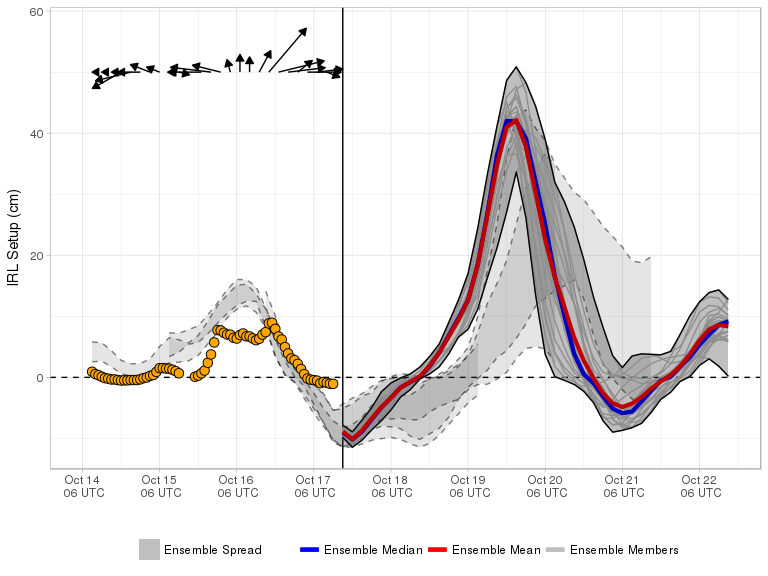 60
40
20
0
IRL Setup (cm)
Oct 14
06 UTC
Oct 15
06 UTC
Oct 16
06 UTC
Oct 17
06 UTC
Oct 18
06 UTC
Oct 19
06 UTC
Oct 20
06 UTC
Oct 21
06 UTC
Oct 22
06 UTC
Ensemble Spread
Ensemble Median
Ensemble Mean
Ensemble Members